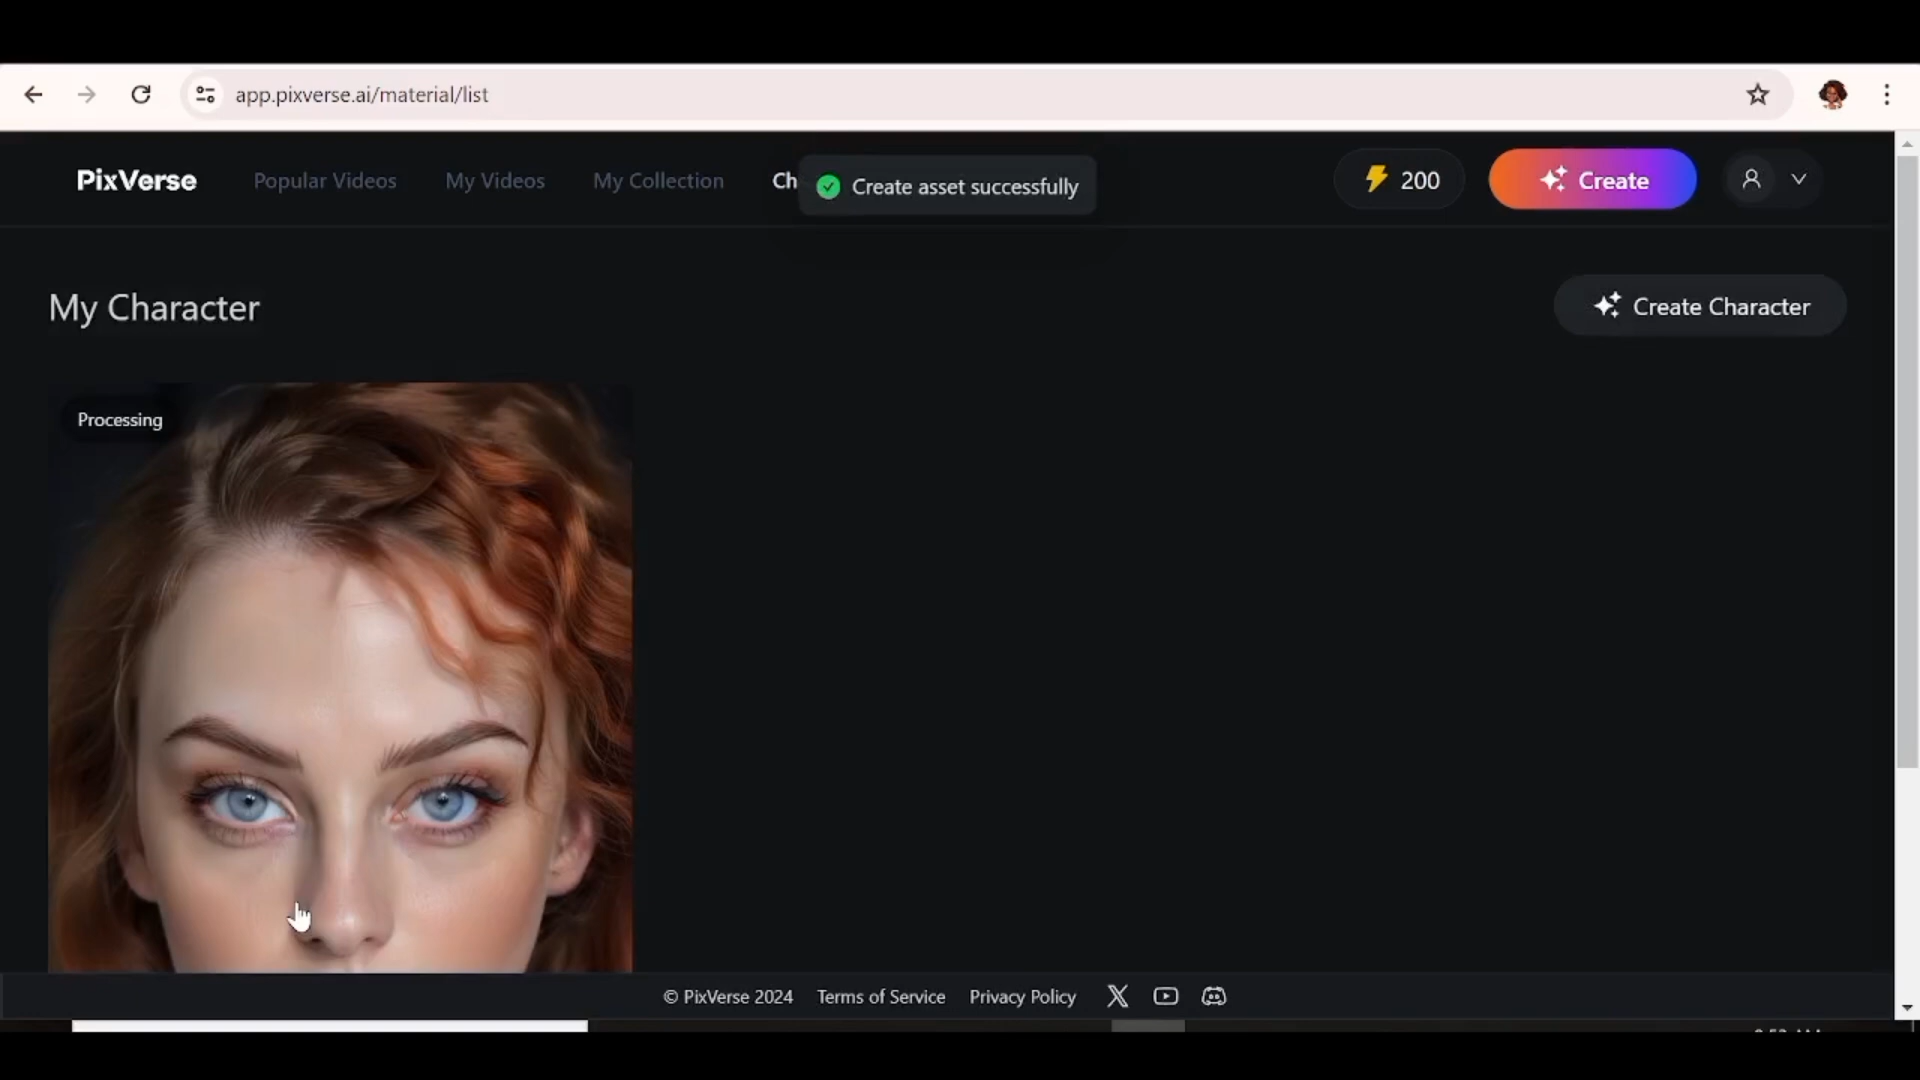 app.pixverse.ai/material/list
PixVerse Popular Videos My Videos My Collection Ch Create asset successfully 200 Create
My Character Create Character
Processing
© PixVerse 2024 Terms of Service Privacy Policy